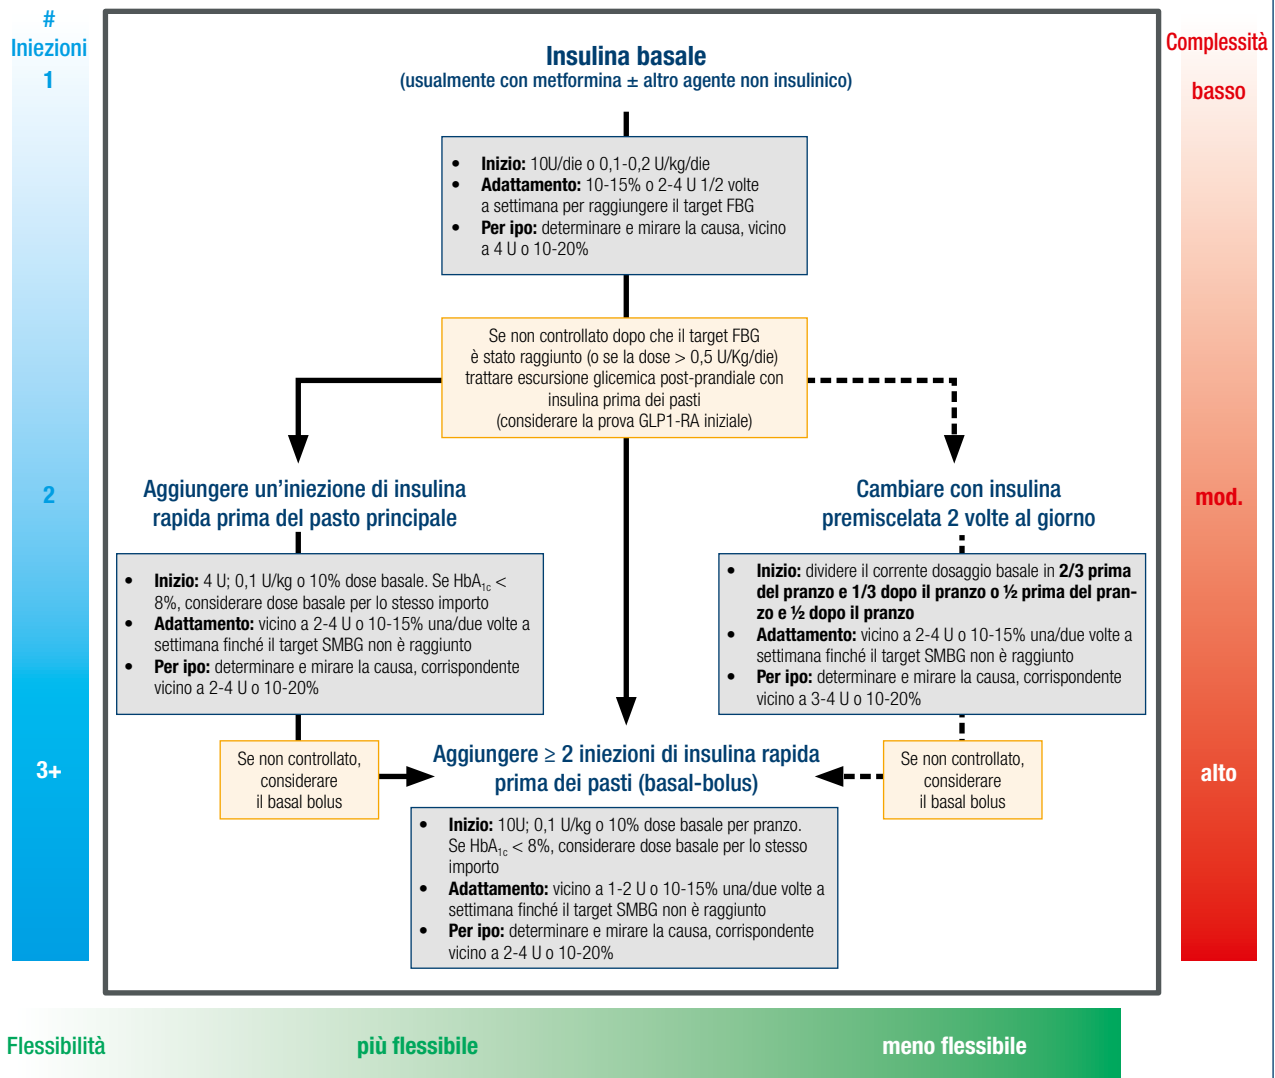 #
Iniezioni
1
Complessità
basso
Insulina basale
(usualmente con metformina ± altro agente non insulinico)
• Inizio: 10U/die o 0,1-0,2 U/kg/die
• Adattamento: 10-15% o 2-4 U 1/2 volte
a settimana per raggiungere il target FBG
• Per ipo: determinare e mirare la causa, vicino
a 4 U o 10-20%
Se non controllato dopo che il target FBG
è stato raggiunto (o se la dose > 0,5 U/Kg/die)
trattare escursione glicemica post-prandiale con
insulina prima dei pasti
(considerare la prova GLP1-RA iniziale)
2
mod.
Aggiungere un’iniezione di insulina
rapida prima del pasto principale
• Inizio: 4 U; 0,1 U/kg o 10% dose basale. Se HbA1c <
8%, considerare dose basale per lo stesso importo
• Adattamento: vicino a 2-4 U o 10-15% una/due volte a
settimana finché il target SMBG non è raggiunto
• Per ipo: determinare e mirare la causa, corrispondente
vicino a 2-4 U o 10-20%
Cambiare con insulina
premiscelata 2 volte al giorno
• Inizio: dividere il corrente dosaggio basale in 2/3 prima
del pranzo e 1/3 dopo il pranzo o ½ prima del pran-
zo e ½ dopo il pranzo
• Adattamento: vicino a 2-4 U o 10-15% una/due volte a
settimana finché il target SMBG non è raggiunto
• Per ipo: determinare e mirare la causa, corrispondente
vicino a 3-4 U o 10-20%
3+
alto
Se non controllato,
considerare
il basal bolus
Aggiungere ≥ 2 iniezioni di insulina rapida
prima dei pasti (basal-bolus)
Se non controllato,
considerare
il basal bolus
• Inizio: 10U; 0,1 U/kg o 10% dose basale per pranzo.
Se HbA1c < 8%, considerare dose basale per lo stesso
importo
• Adattamento: vicino a 1-2 U o 10-15% una/due volte a
settimana finché il target SMBG non è raggiunto
• Per ipo: determinare e mirare la causa, corrispondente
vicino a 2-4 U o 10-20%
Flessibilità
più flessibile
meno flessibile